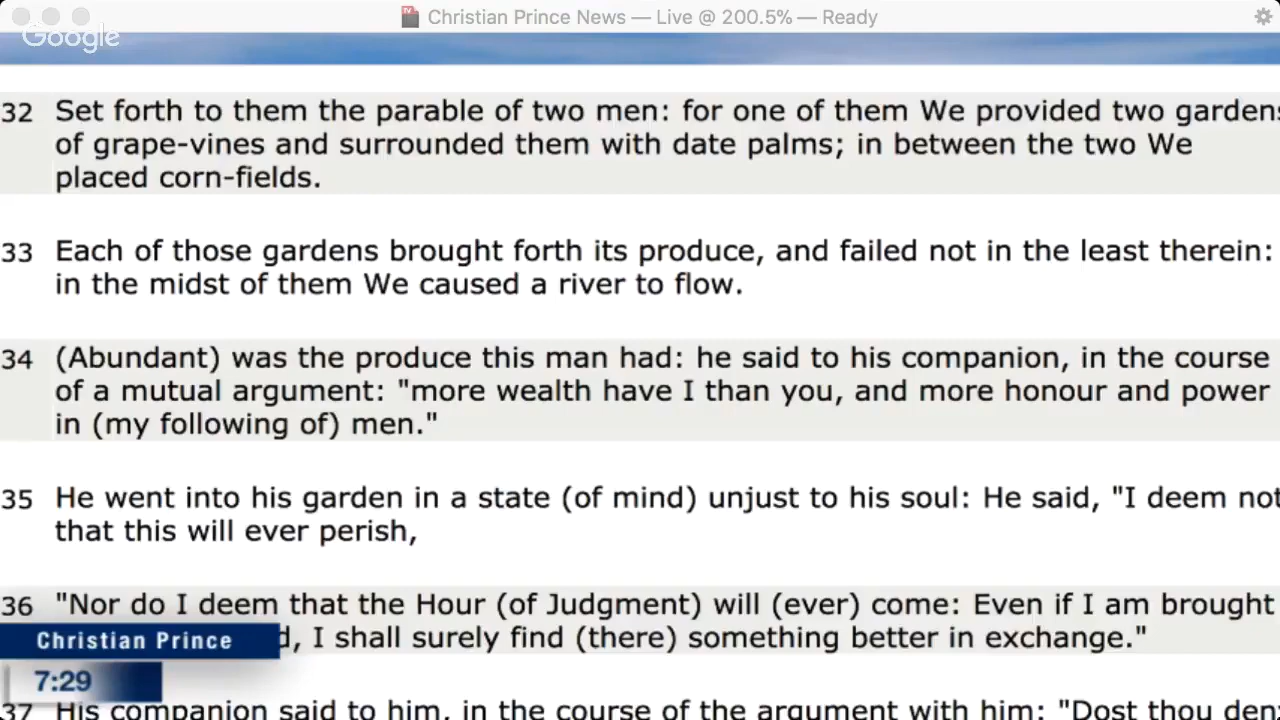 Christian Prince News — Live @ 200.5% — Ready
Google
32 Set forth to them the parable of two men: for one of them We provided two gardens
of grape-vines and surrounded them with date palms; in between the two We
placed corn-fields.
33 Each of those gardens brought forth its produce, and failed not in the least therein:
in the midst of them We caused a river to flow.
34 (Abundant) was the produce this man had: he said to his companion, in the course
of a mutual argument: "more wealth have I than you, and more honour and power
in (my following of) men."
35 He went into his garden in a state (of mind) unjust to his soul: He said, "I deem not
that this will ever perish,
36 "Nor do I deem that the Hour (of Judgment) will (ever) come: Even if I am brought
I shall surely find (there) something better in exchange."
Christian Prince
7:29
37 His companion said to him, in the course of the argument with him: "Dost thou